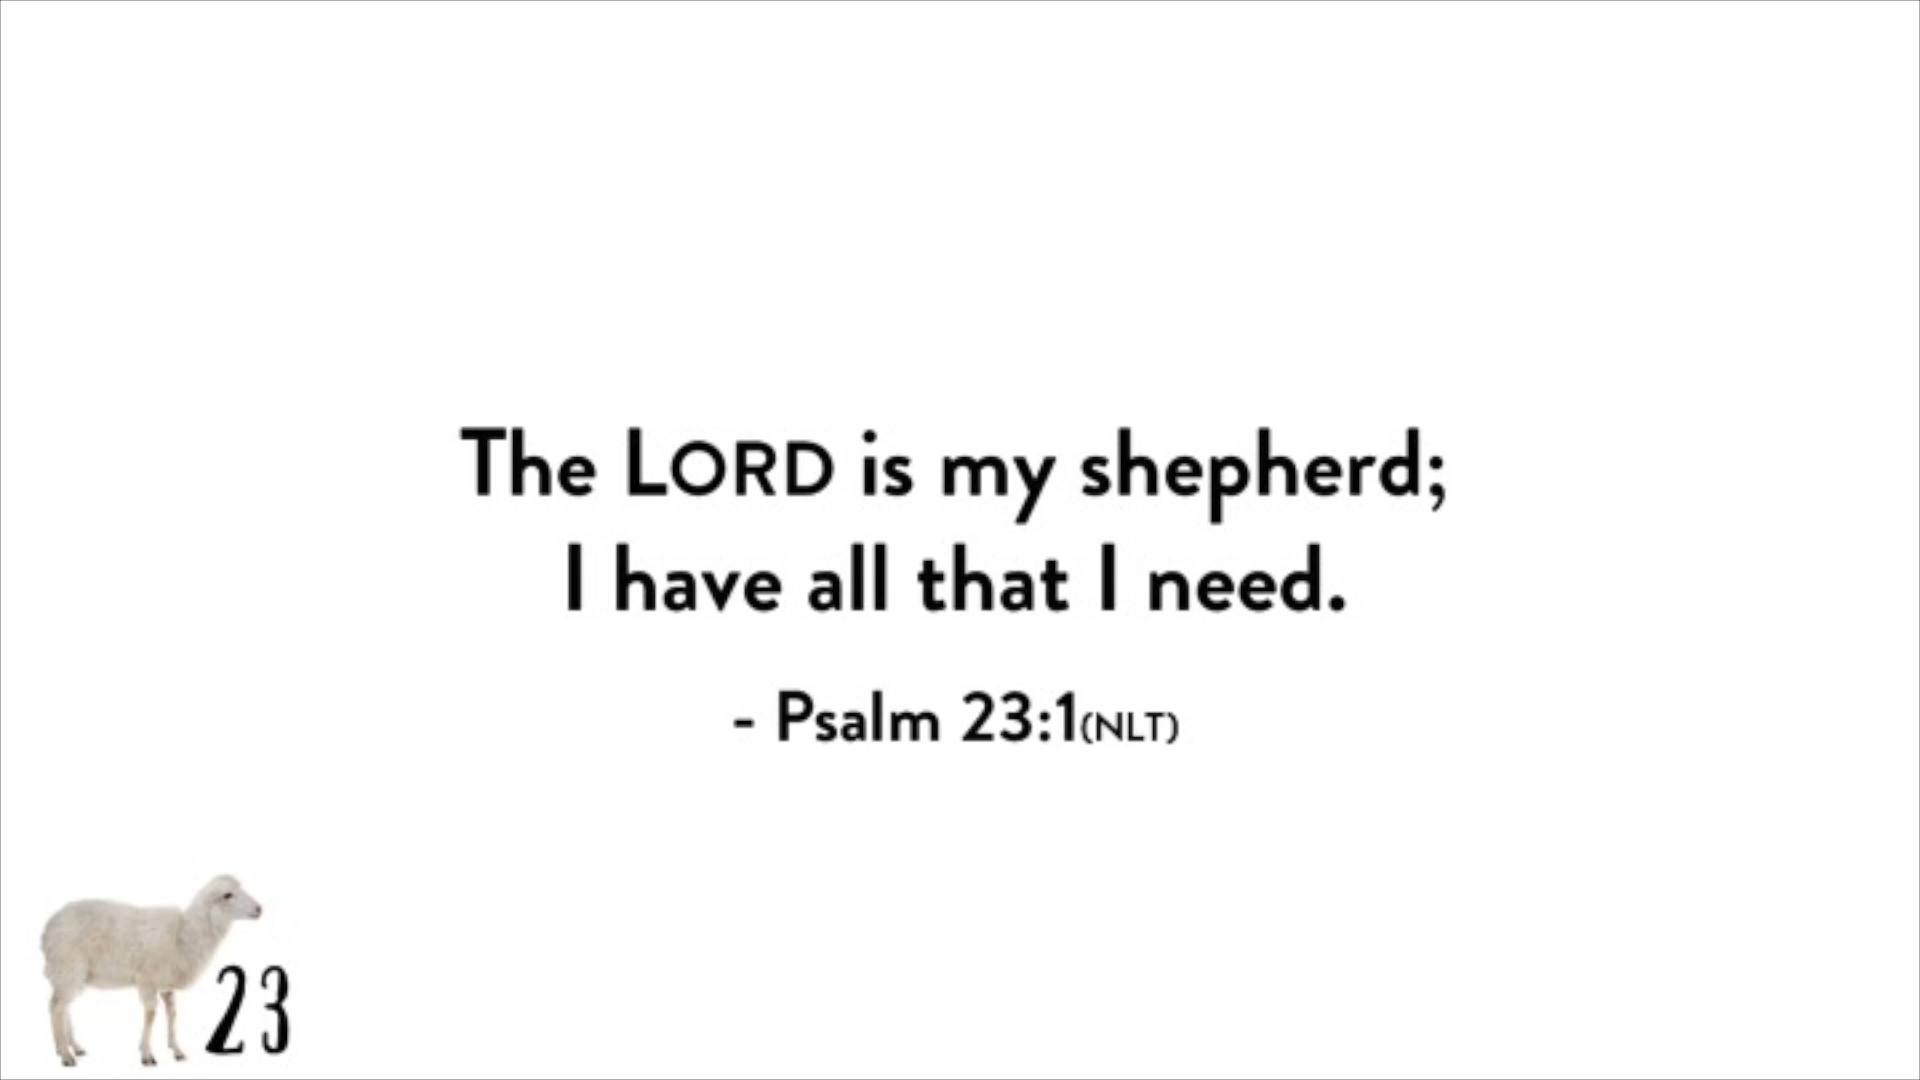 The LORD is my shepherd;
I have all that I need.
- Psalm 23:1(NLT)
23